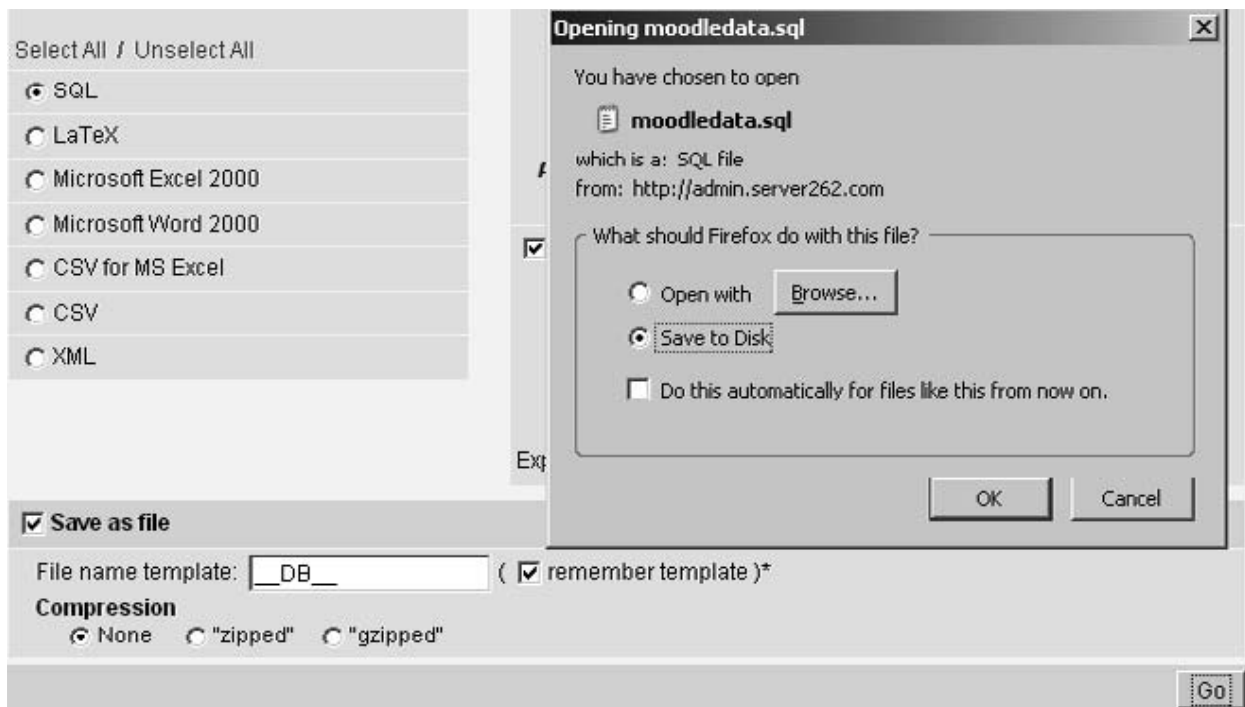 Select All / Unselect All
SQL
LaTeX
Microsoft Excel 2000
Microsoft Word 2000
CSV for MS Excel
CSV
XML
Opening moodledata.sql
You have chosen to open
moodledata.sql
which is a: SQL file
from: http://admin.server262.com
What should Firefox do with this file?
Open with Browse...
Save to Disk
Do this automatically for files like this from now on.
OK Cancel
Save as file
File name template: __DB__ ( remember template )*
Compression
None "zipped" "gzipped"
Go